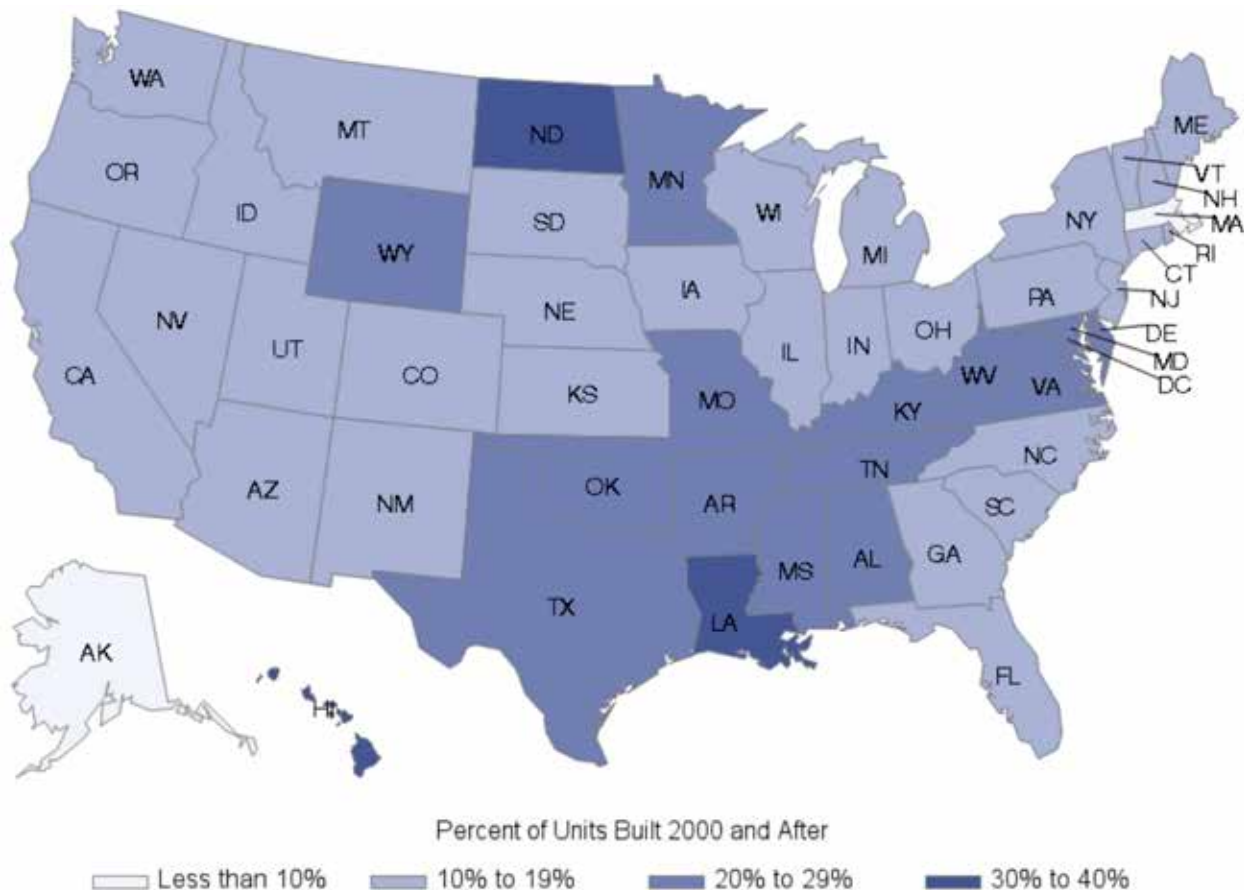 WA
MT
ND
MN
ME
VT
NH
MA
RI
CT
NJ
DE
MD
DC
OR
ID
WY
SD
WI
MI
NY
PA
NV
UT
CO
NE
IA
IL
IN
OH
WV
VA
KY
CA
KS
MO
NC
TN
AZ
NM
OK
AR
SC
GA
AL
MS
TX
LA
FL
AK
HI
Percent of Units Built 2000 and After
Less than 10% 10% to 19% 20% to 29% 30% to 40%